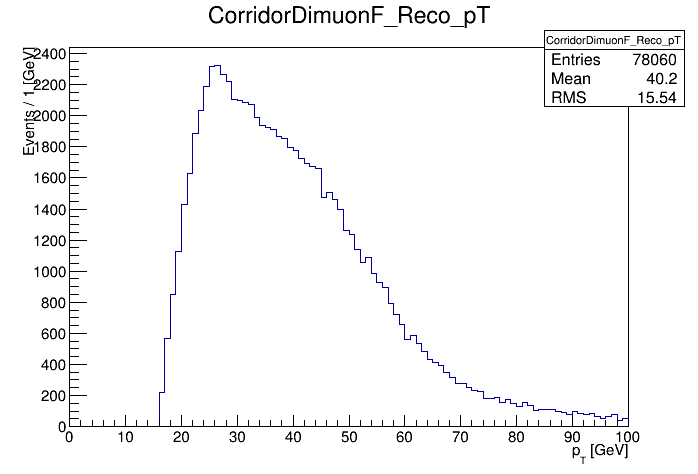 CorridorDimuonF_Reco_pT
CorridorDimuonF_Reco_pT
Entries 78060
Mean 40.2
RMS 15.54
Events / 1 [GeV]
2400
2200
2000
1800
1600
1400
1200
1000
800
600
400
200
0
0 10 20 30 40 50 60 70 80 90 100
p_T [GeV]